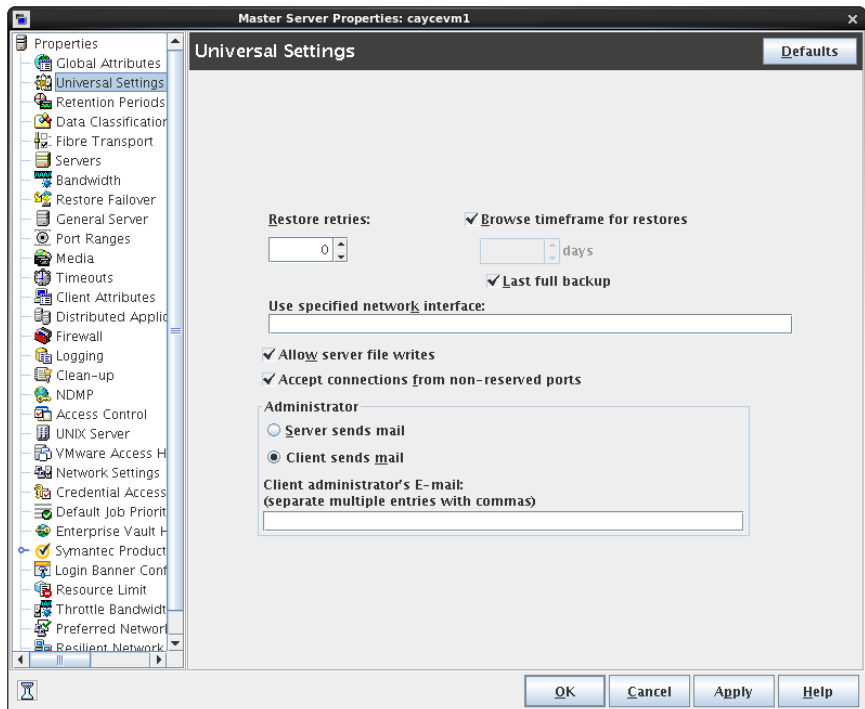 Master Server Properties: caycevm1
Properties
Global Attributes
Universal Settings
Retention Periods
Data Classification
Fibre Transport
Servers
Bandwidth
Restore Failover
General Server
Port Ranges
Media
Timeouts
Client Attributes
Distributed Applic
Firewall
Logging
Clean-up
NDMP
Access Control
UNIX Server
VMware Access H
Network Settings
Credential Access
Default Job Priorit
Enterprise Vault H
Symantec Product
Login Banner Conf
Resource Limit
Throttle Bandwidt
Preferred Networl
Resilient Network
Universal Settings
Defaults
Restore retries:
Browse timeframe for restores
0
days
Last full backup
Use specified network interface:
Allow server file writes
Accept connections from non-reserved ports
Administrator
Server sends mail
Client sends mail
Client administrator's E-mail:
(separate multiple entries with commas)
OK
Cancel
Apply
Help